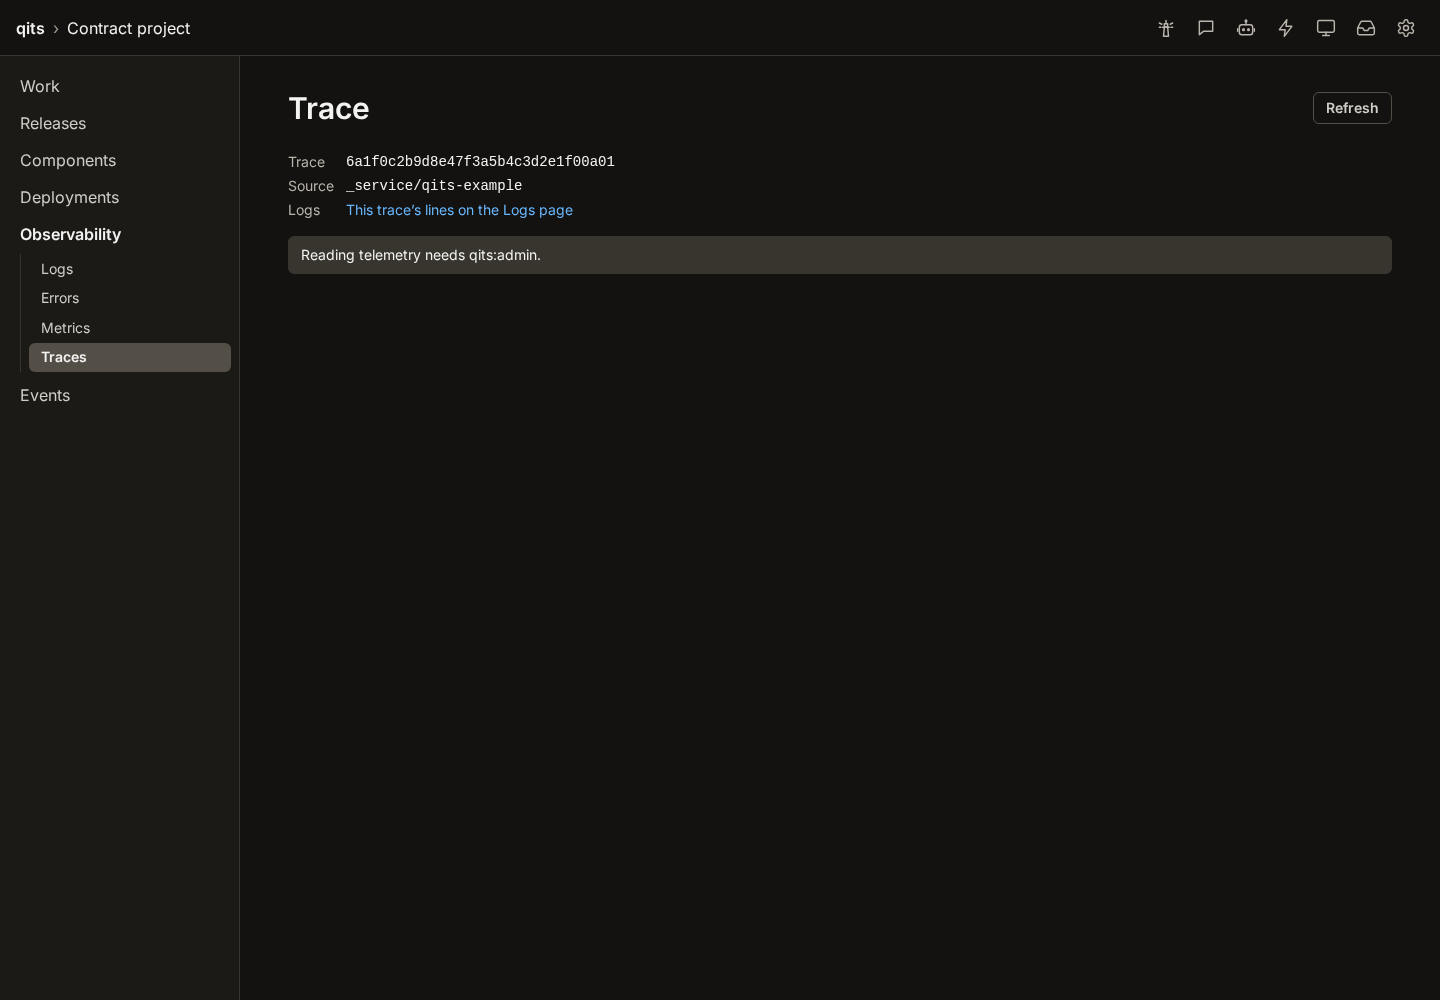 qits › Contract project
Work
Releases
Components
Deployments
Observability
Logs
Errors
Metrics
Traces
Events
Trace
Refresh
Trace 6a1f0c2b9d8e47f3a5b4c3d2e1f00a01
Source _service/qits-example
Logs This trace’s lines on the Logs page
Reading telemetry needs qits:admin.